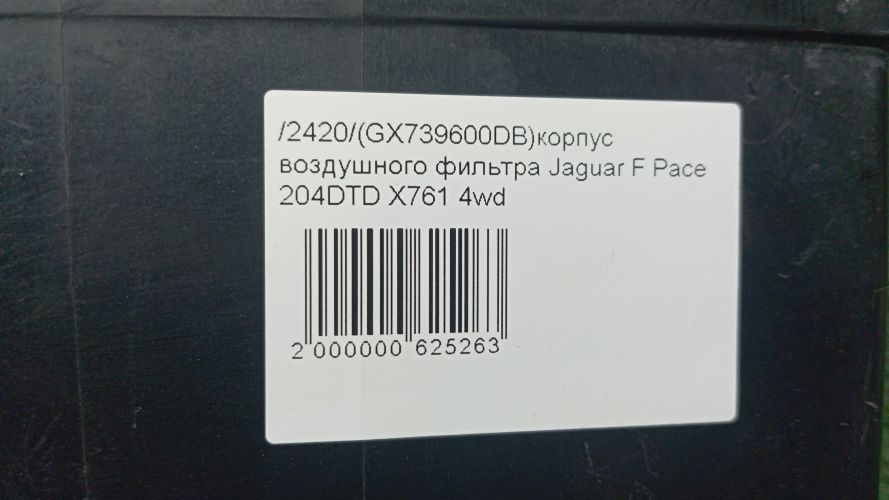 /2420/(GX739600DB)корпус
воздушного фильтра Jaguar F Pace
204DTD X761 4wd
2 000000 625263